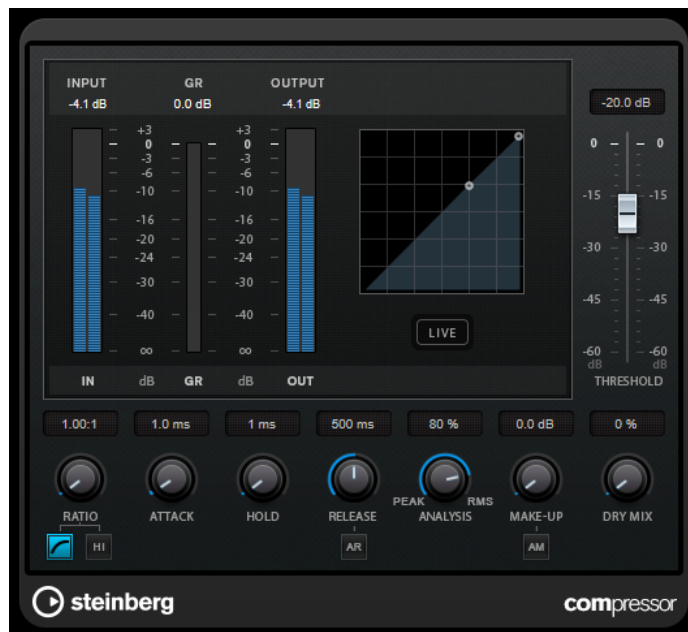 INPUT GR OUTPUT
-4.1 dB 0.0 dB -4.1 dB -20.0 dB
+3 +3
0 0 0 0
-3 -3
-6 -6
-10 -10
-15 -15
-16 -16
-20 -20
-24 -24
-30 -30 -30 -30
-40 -40
-45 -45
LIVE
∞ ∞ -60 -60
dB dB
IN dB GR dB OUT THRESHOLD
1.00:1 1.0 ms 1 ms 500 ms 80 % 0.0 dB 0 %
PEAK RMS
RATIO ATTACK HOLD RELEASE ANALYSIS MAKE-UP DRY MIX
HI AR AM
steinberg compressor